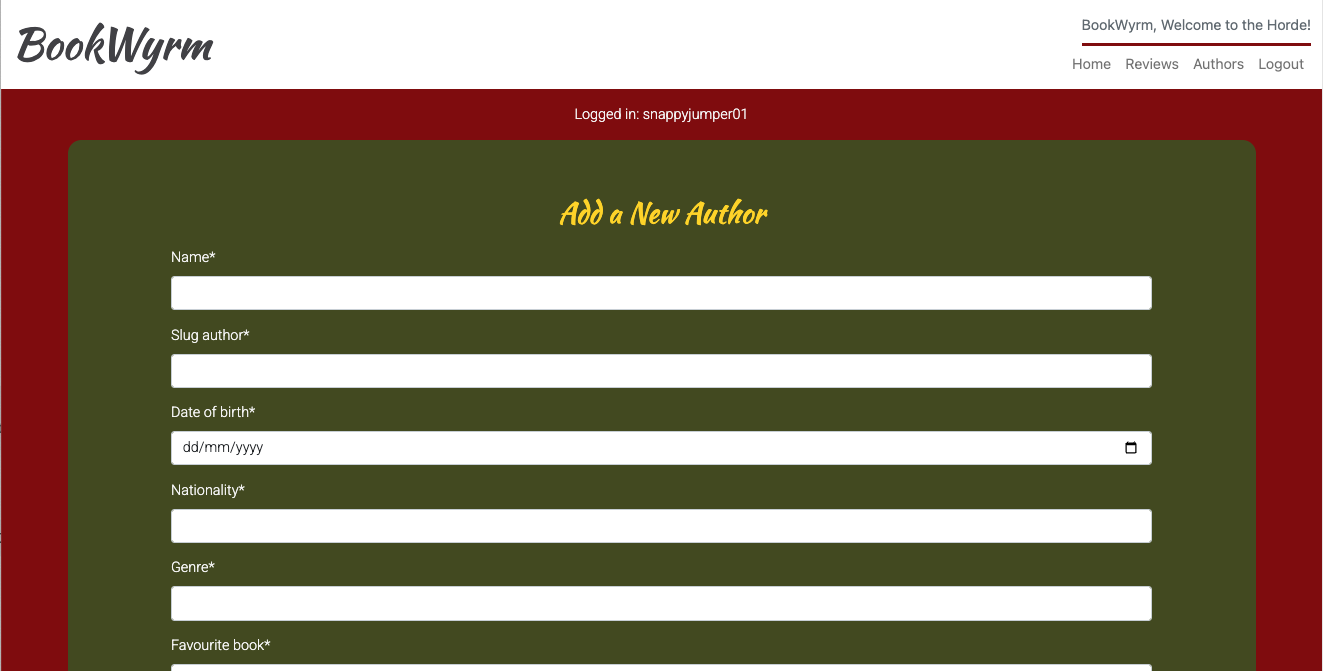 BookWyrm
BookWyrm, Welcome to the Horde!
Home Reviews Authors Logout
Logged in: snappyjumper01
Add a New Author
Name*
Slug author*
Date of birth*
dd/mm/yyyy
Nationality*
Genre*
Favourite book*